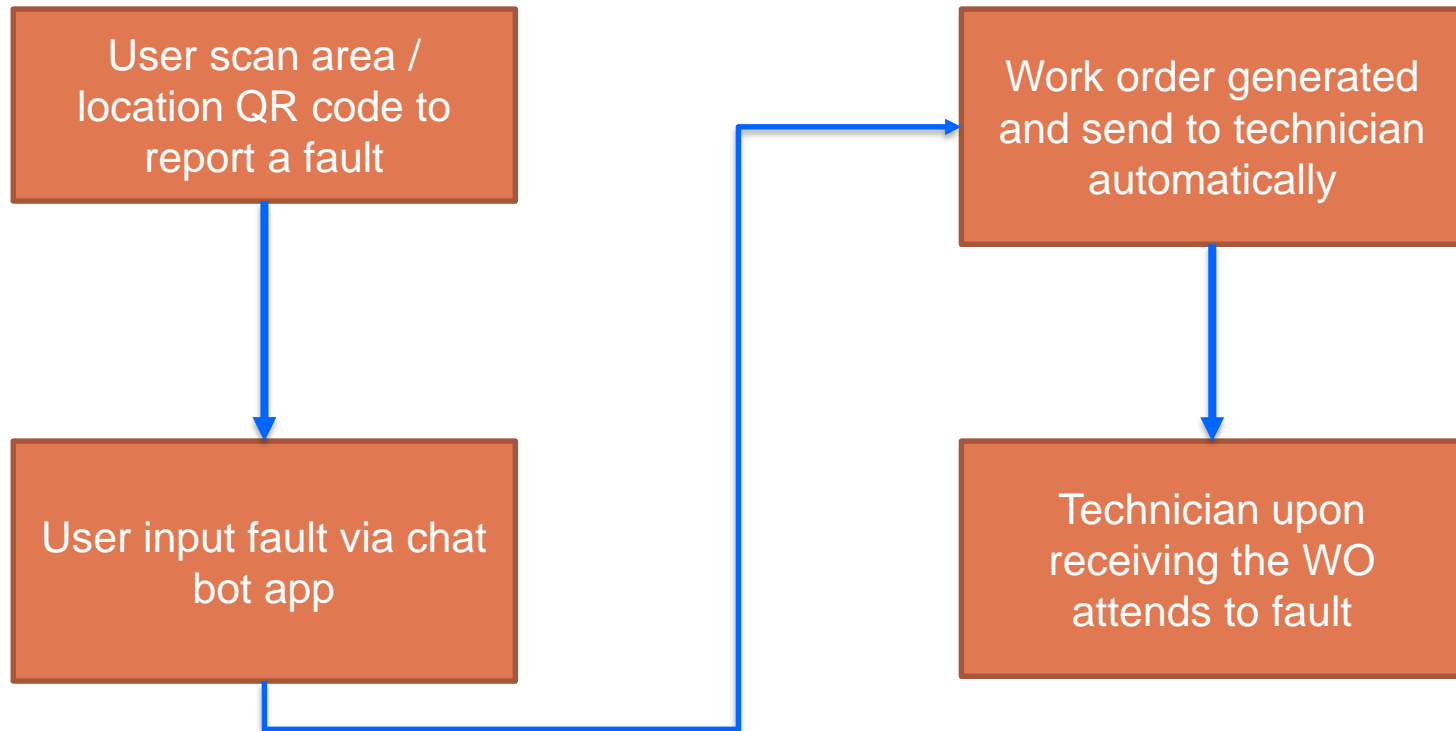 User scan area /
location QR code to
report a fault
User input fault via chat
bot app
Work order generated
and send to technician
automatically
Technician upon
receiving the WO
attends to fault